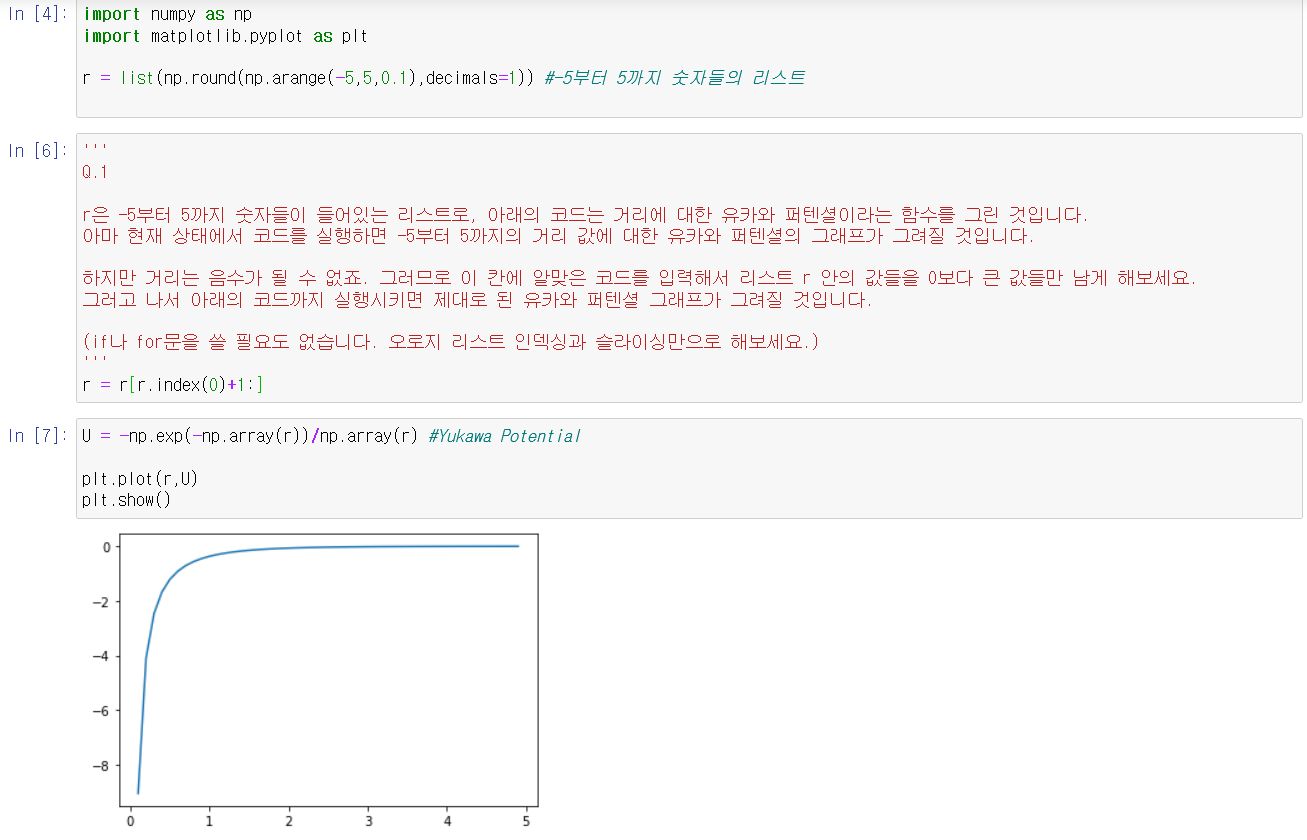 In [4]: import numpy as np
import matplotlib.pyplot as plt
r = list(np.round(np.arange(-5,5,0.1),decimals=1)) #-5부터 5까지 숫자들의 리스트
In [6]: '''
Q.1
r은 -5부터 5까지 숫자들이 들어있는 리스트로, 아래의 코드는 거리에 대한 유카와 퍼텐셜이라는 함수를 그린 것입니다.
아마 현재 상태에서 코드를 실행하면 -5부터 5까지의 거리 값에 대한 유카와 퍼텐셜의 그래프가 그려질 것입니다.
하지만 거리는 음수가 될 수 없죠. 그러므로 이 칸에 알맞은 코드를 입력해서 리스트 r 안의 값들을 0보다 큰 값들만 남게 해보세요.
그러고 나서 아래의 코드까지 실행시키면 제대로 된 유카와 퍼텐셜 그래프가 그려질 것입니다.
(if나 for문을 쓸 필요도 없습니다. 오로지 리스트 인덱싱과 슬라이싱만으로 해보세요.)
'''
r = r[r.index(0)+1:]
In [7]: U = -np.exp(-np.array(r))/np.array(r) #Yukawa Potential
plt.plot(r,U)
plt.show()
0
−2
−4
−6
−8
0 1 2 3 4 5